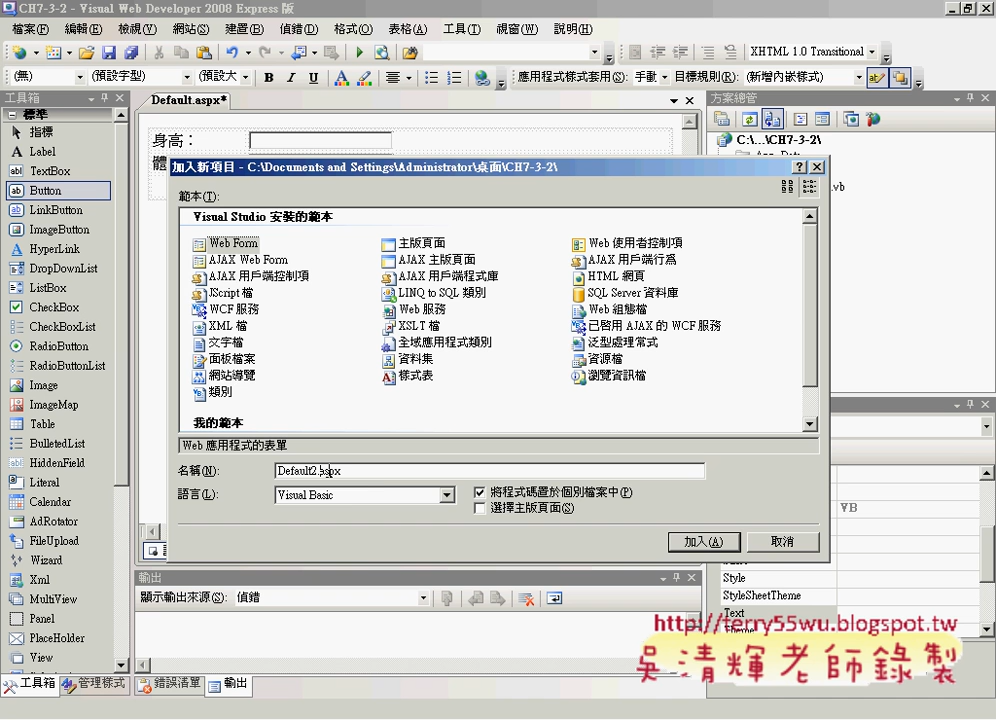 CH7-3-2 - Visual Web Developer 2008 Express 版
檔案(F) 編輯(E) 檢視(V) 網站(S) 建置(B) 偵錯(D) 格式(O) 表格(A) 工具(T) 視窗(W) 說明(H)
XHTML 1.0 Transitional
(無) (預設字型) (預設大 B I U 應用程式樣式套用(S): 手動 目標規則(R): (新增內嵌樣式)
工具箱
標準
指標
Label
TextBox
Button
LinkButton
ImageButton
HyperLink
DropDownList
ListBox
CheckBox
CheckBoxList
RadioButton
RadioButtonList
Image
ImageMap
Table
BulletedList
HiddenField
Literal
Calendar
AdRotator
FileUpload
Wizard
Xml
MultiView
Panel
PlaceHolder
View
工具箱 管理樣式
Default.aspx*
身高：
體
加入新項目 - C:\Documents and Settings\Administrator\桌面\CH7-3-2\
範本(T):
Visual Studio 安裝的範本
Web Form 主版頁面 Web 使用者控制項
AJAX Web Form AJAX 主版頁面 AJAX 用戶端行為
AJAX 用戶端控制項 AJAX 用戶端程式庫 HTML 網頁
JScript 檔 LINQ to SQL 類別 SQL Server 資料庫
WCF 服務 Web 服務 Web 組態檔
XML 檔 XSLT 檔 已啓用 AJAX 的 WCF 服務
文字檔 全域應用程式類別 泛型處理常式
面板檔案 資料集 資源檔
網站導覽 樣式表 瀏覽資訊檔
類別
我的範本
Web 應用程式的表單
名稱(N): Default2.aspx
語言(L): Visual Basic
將程式碼置於個別檔案中(P)
選擇主版頁面(S)
加入(A) 取消
方案總管
C:\...\CH7-3-2\
App_Data
.vb
VB
Style
StyleSheetTheme
Text
Theme
輸出
顯示輸出來源(S): 偵錯
錯誤清單 輸出
http//terry55wu.blogspot.tw
吳清輝老師錄製